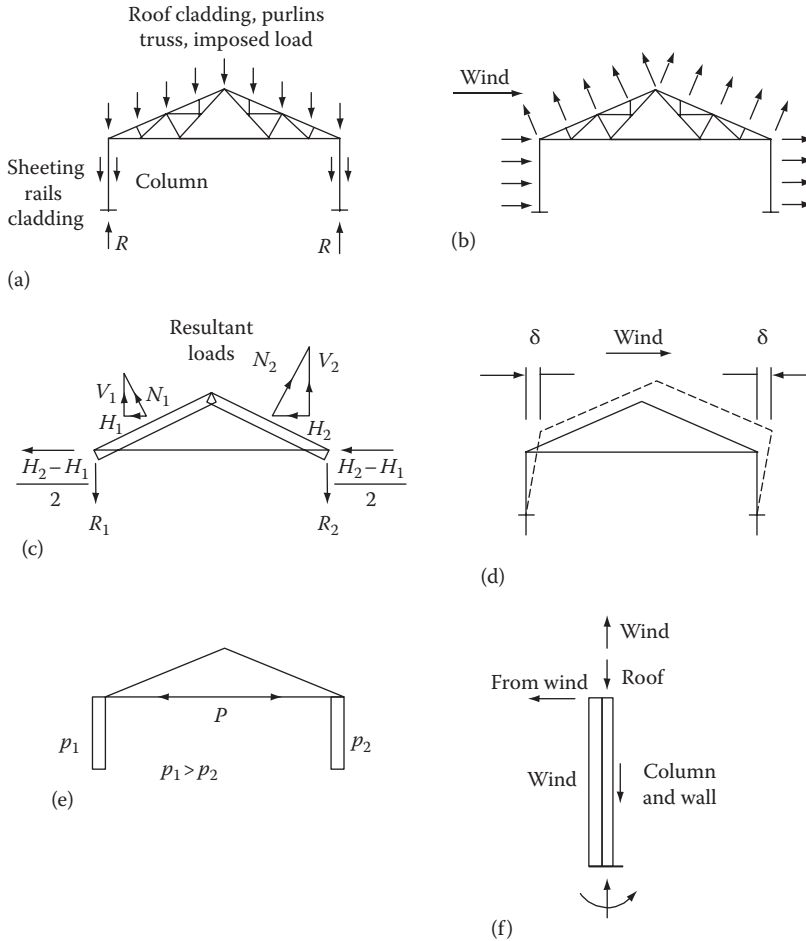 Roof cladding, purlins
truss, imposed load
Sheeting
rails
cladding
Column
R
R
(a)
Wind
(b)
Resultant
loads
V₁
N₁
H₁
N₂
V₂
H₂
H₂ – H₁
2
H₂ – H₁
2
R₁
R₂
(c)
δ
Wind
δ
(d)
p₁
P
p₂
p₁ > p₂
(e)
Wind
Roof
From wind
Wind
Column
and wall
(f)